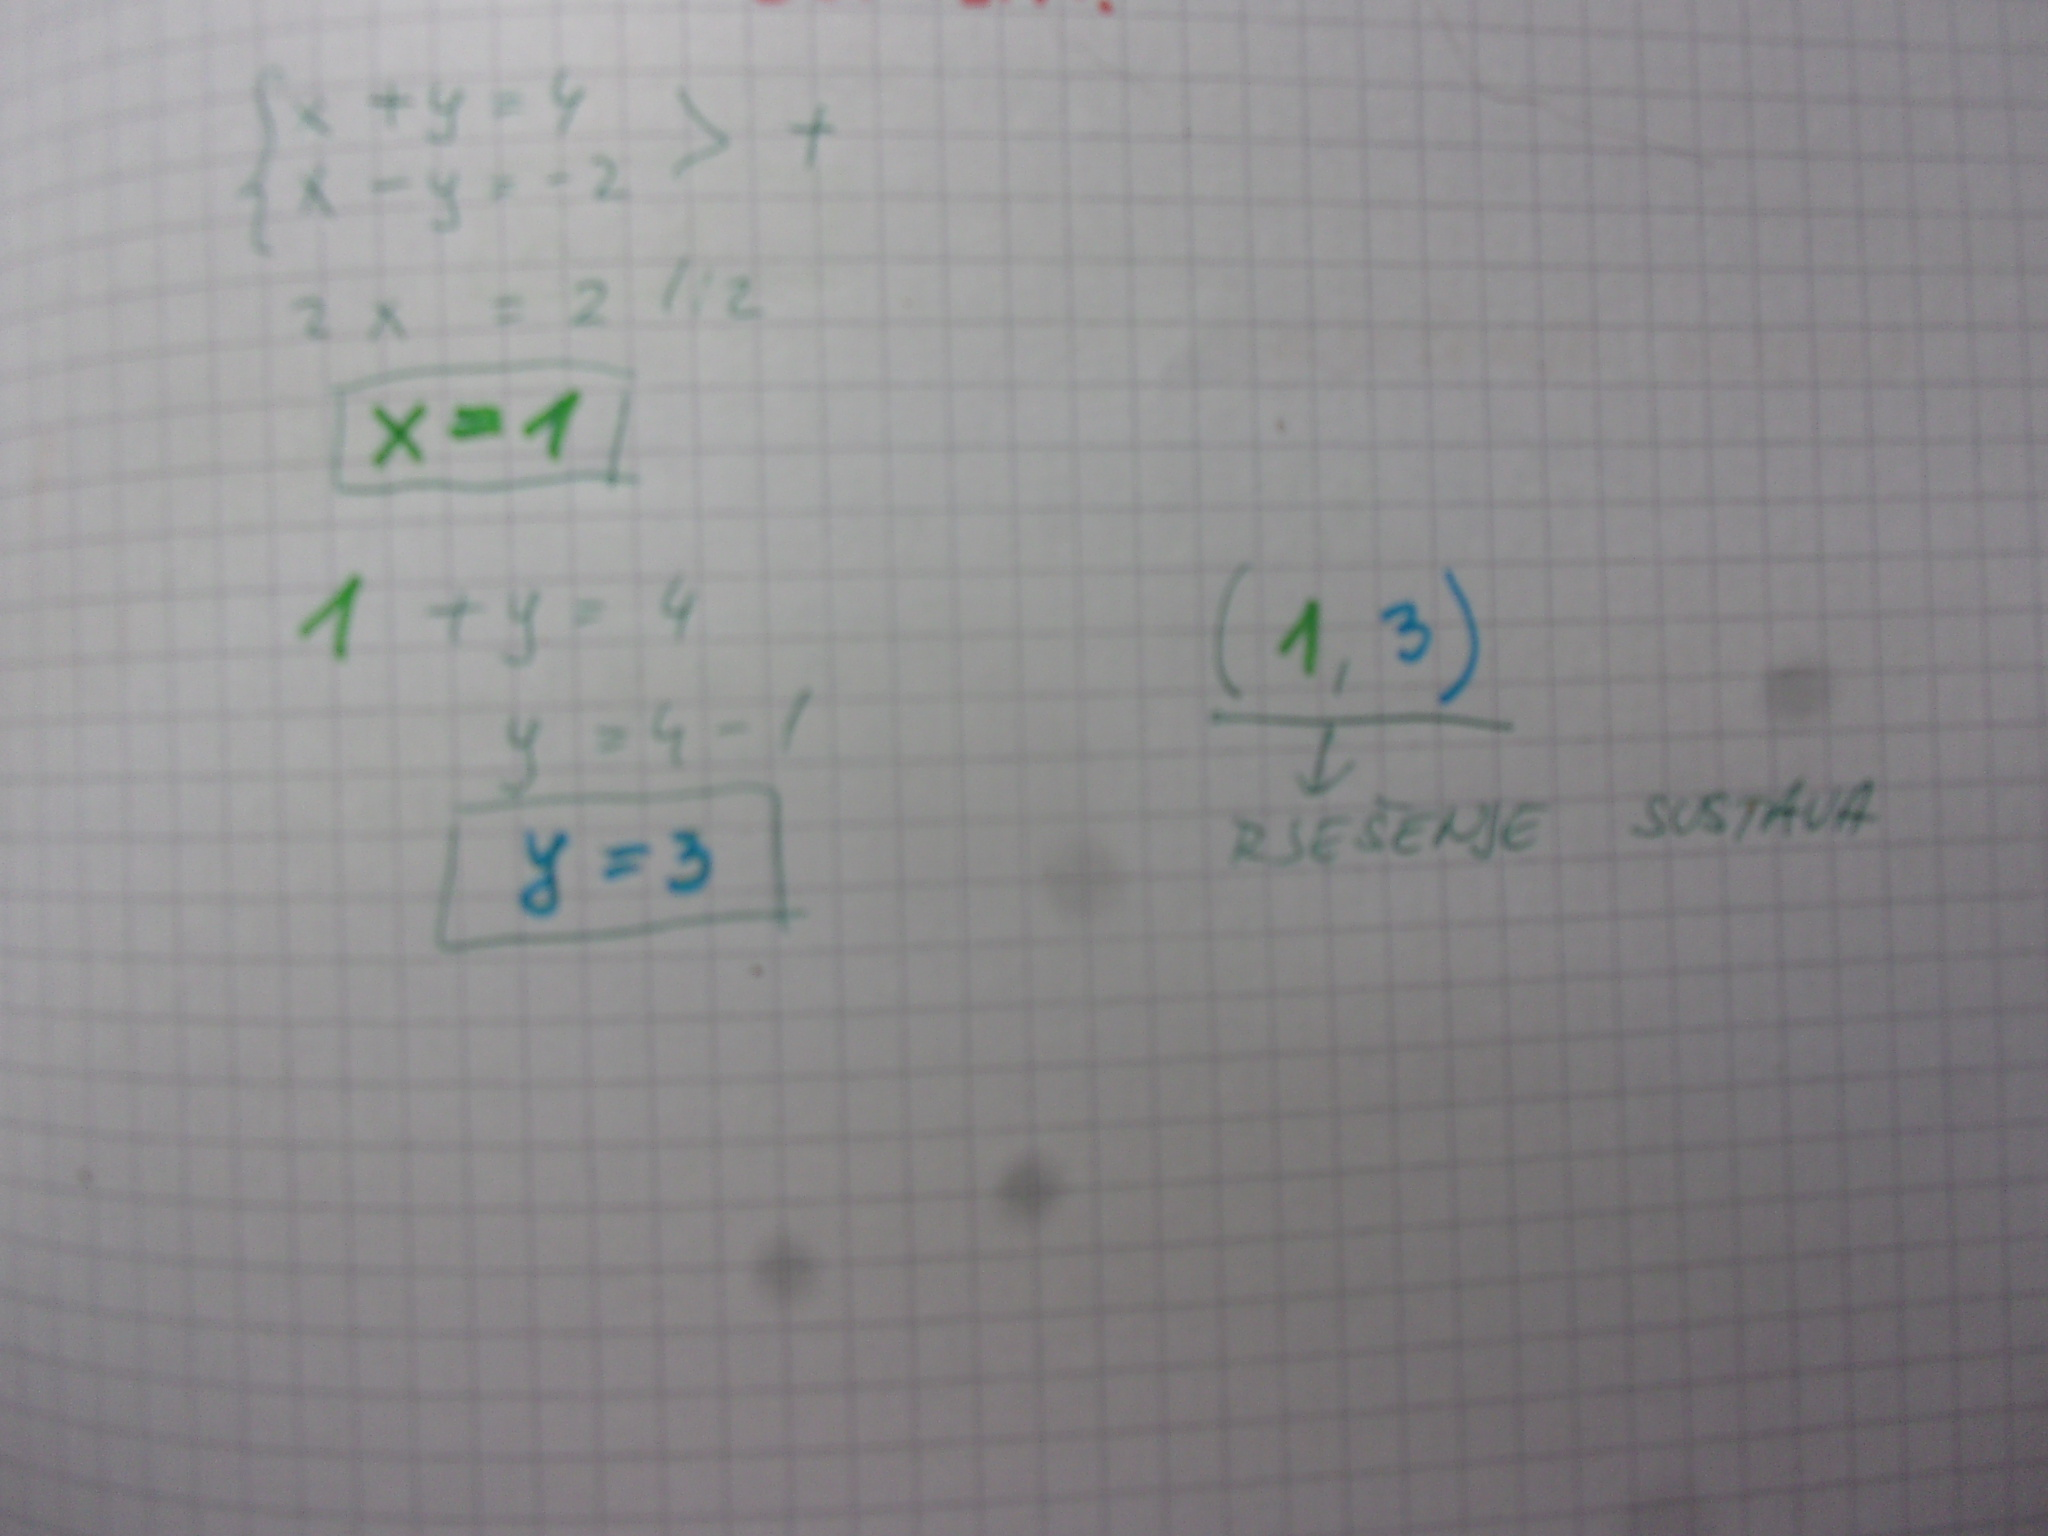 x + y = 4 > +
x - y = -2
2x = 2 /:2
x = 1
1 + y = 4
y = 4 - 1
y = 3
(1, 3)
RJEŠENJE SUSTAVA